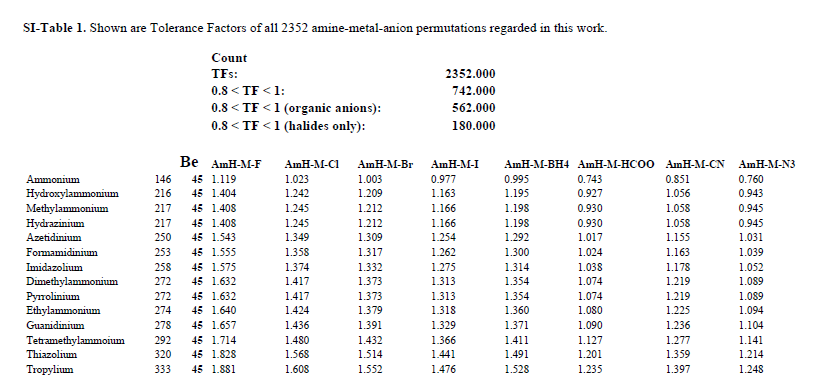 SI-Table 1. Shown are Tolerance Factors of all 2352 amine-metal-anion permutations regarded in this work.
Count
TFs: 2352.000
0.8 < TF < 1: 742.000
0.8 < TF < 1 (organic anions): 562.000
0.8 < TF < 1 (halides only): 180.000
Be AmH-M-F AmH-M-Cl AmH-M-Br AmH-M-I AmH-M-BH4 AmH-M-HCOO AmH-M-CN AmH-M-N3
Ammonium 146 45 1.119 1.023 1.003 0.977 0.995 0.743 0.851 0.760
Hydroxylammonium 216 45 1.404 1.242 1.209 1.163 1.195 0.927 1.056 0.943
Methylammonium 217 45 1.408 1.245 1.212 1.166 1.198 0.930 1.058 0.945
Hydrazinium 217 45 1.408 1.245 1.212 1.166 1.198 0.930 1.058 0.945
Azetidinium 250 45 1.543 1.349 1.309 1.254 1.292 1.017 1.155 1.031
Formamidinium 253 45 1.555 1.358 1.317 1.262 1.300 1.024 1.163 1.039
Imidazolium 258 45 1.575 1.374 1.332 1.275 1.314 1.038 1.178 1.052
Dimethylammonium 272 45 1.632 1.417 1.373 1.313 1.354 1.074 1.219 1.089
Pyrrolinium 272 45 1.632 1.417 1.373 1.313 1.354 1.074 1.219 1.089
Ethylammonium 274 45 1.640 1.424 1.379 1.318 1.360 1.080 1.225 1.094
Guanidinium 278 45 1.657 1.436 1.391 1.329 1.371 1.090 1.236 1.104
Tetramethylammoium 292 45 1.714 1.480 1.432 1.366 1.411 1.127 1.277 1.141
Thiazolium 320 45 1.828 1.568 1.514 1.441 1.491 1.201 1.359 1.214
Tropylium 333 45 1.881 1.608 1.552 1.476 1.528 1.235 1.397 1.248